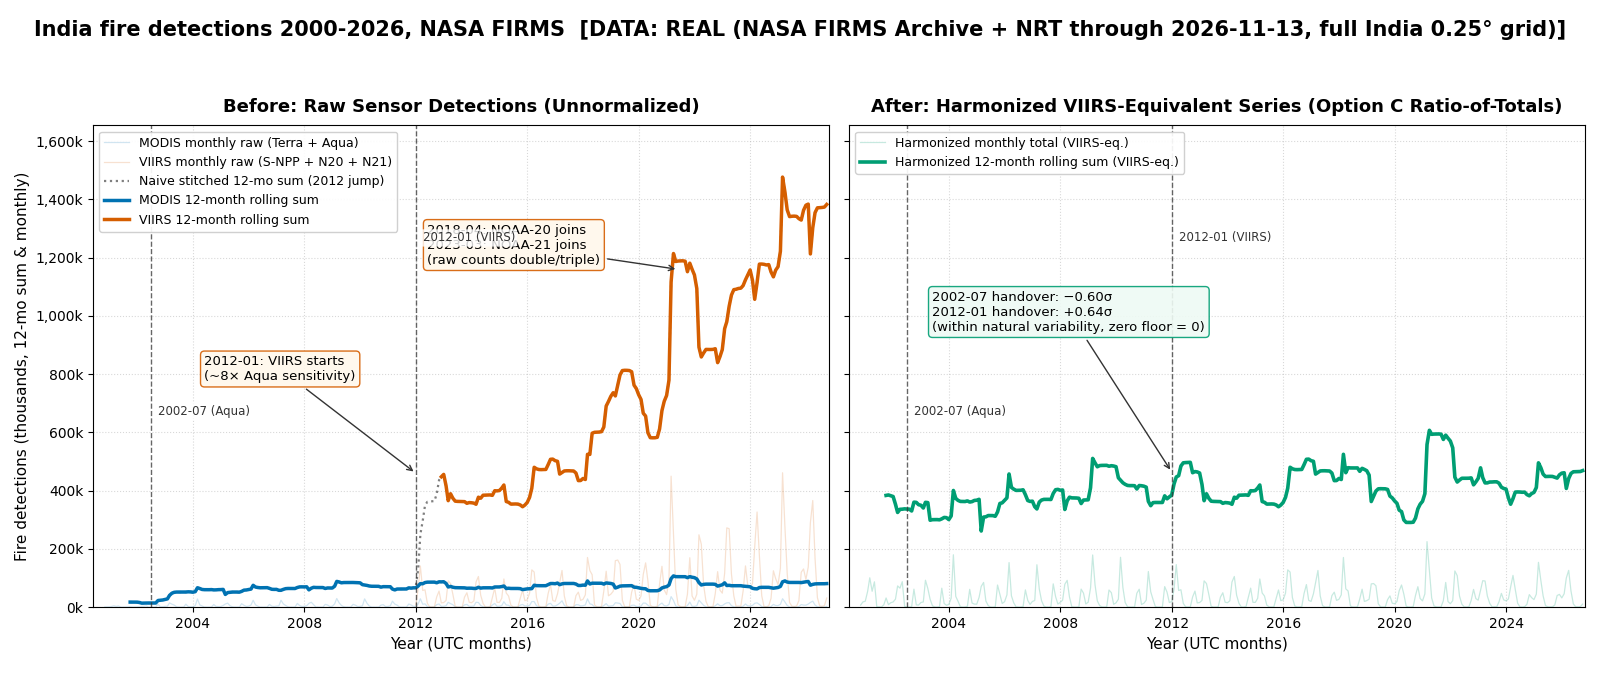 India fire detections 2000-2026, NASA FIRMS [DATA: REAL (NASA FIRMS Archive + NRT through 2026-11-13, full India 0.25° grid)]
Before: Raw Sensor Detections (Unnormalized)
MODIS monthly raw (Terra + Aqua)
VIIRS monthly raw (S-NPP + N20 + N21)
Naive stitched 12-mo sum (2012 jump)
MODIS 12-month rolling sum
VIIRS 12-month rolling sum
2018-04: NOAA-20 joins
2012-01 (VIIRS)
2023-03: NOAA-21 joins
(raw counts double/triple)
2012-01: VIIRS starts
(~8× Aqua sensitivity)
2002-07 (Aqua)
Fire detections (thousands, 12-mo sum & monthly)
1,600k
1,400k
1,200k
1,000k
800k
600k
400k
200k
0k
2004
2008
2012
2016
2020
2024
Year (UTC months)
After: Harmonized VIIRS-Equivalent Series (Option C Ratio-of-Totals)
Harmonized monthly total (VIIRS-eq.)
Harmonized 12-month rolling sum (VIIRS-eq.)
2012-01 (VIIRS)
2002-07 handover: −0.60σ
2012-01 handover: +0.64σ
(within natural variability, zero floor = 0)
2002-07 (Aqua)
2004
2008
2012
2016
2020
2024
Year (UTC months)